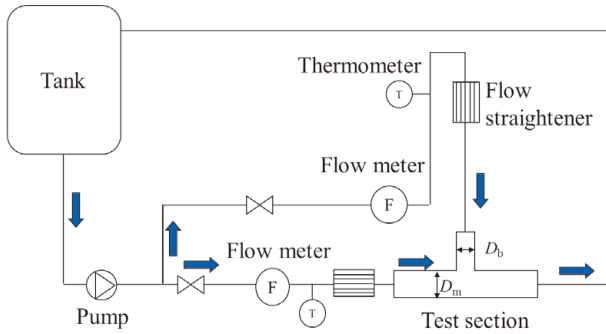 Tank
Thermometer
T
Flow
straightener
Flow meter
F
Flow meter
F
T
Pump
D_b
D_m
Test section